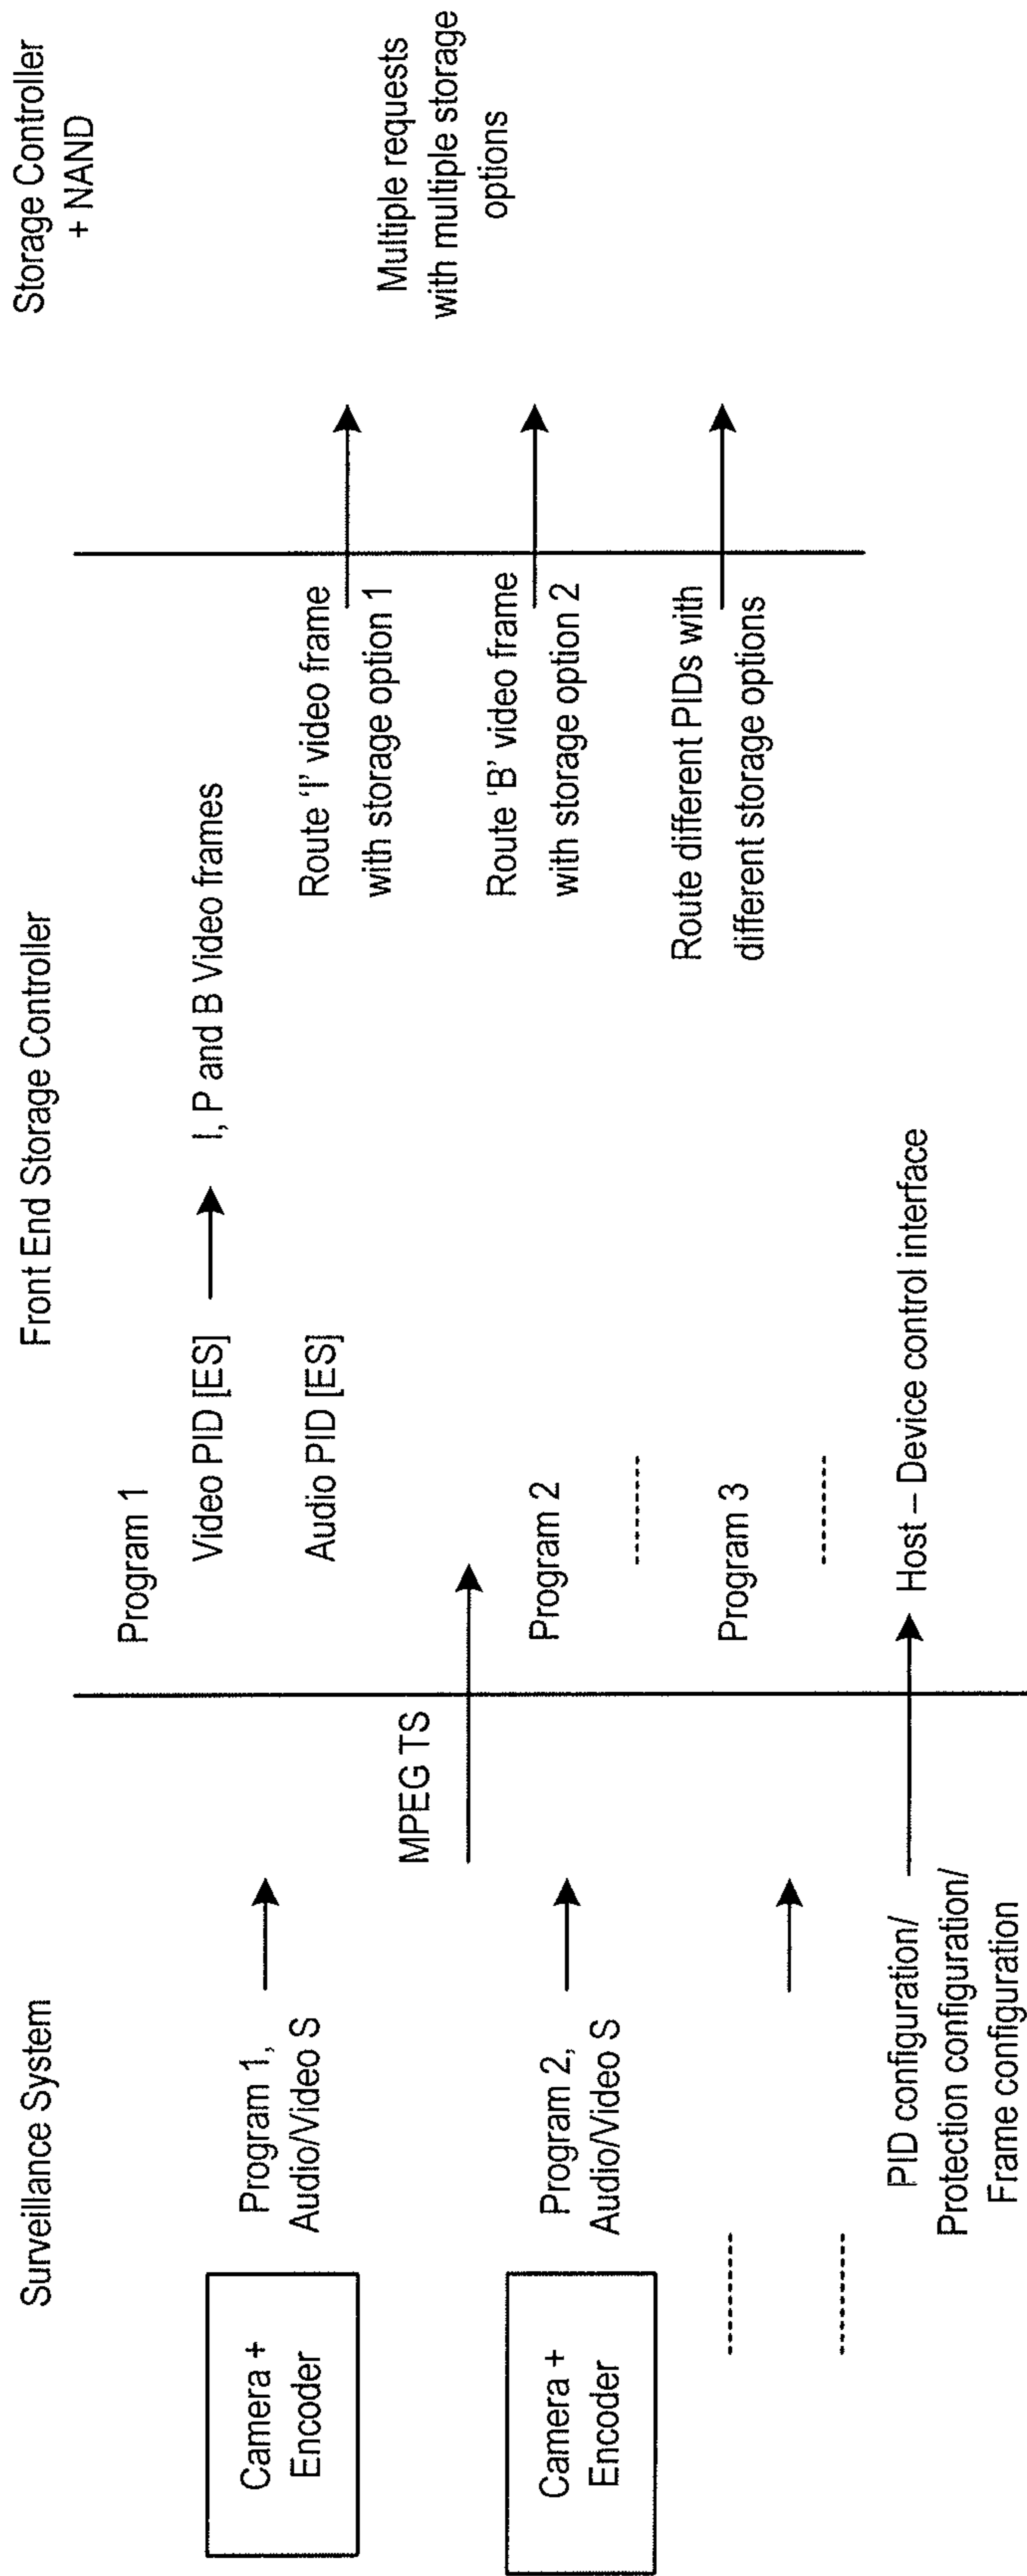 Surveillance System
Camera +
Encoder
Program 1,
Audio/Video S
Camera +
Encoder
Program 2,
Audio/Video S
PID configuration/
Protection configuration/
Frame configuration
MPEG TS
Front End Storage Controller
Program 1
Video PID [ES]
I, P and B Video frames
Audio PID [ES]
Program 2
Program 3
Host – Device control interface
Route 'I' video frame
with storage option 1
Route 'B' video frame
with storage option 2
Route different PIDs with
different storage options
Storage Controller
+ NAND
Multiple requests
with multiple storage
options